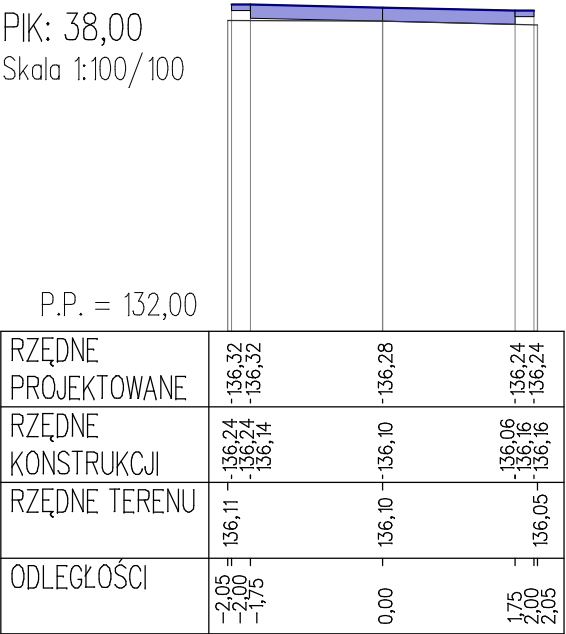 PIK: 38,00
Skala 1:100/100
P.P. = 132,00
RZĘDNE
PROJEKTOWANE
136,32
136,32
136,28
136,24
136,24
RZĘDNE
KONSTRUKCJI
136,24
136,24
136,14
136,10
136,06
136,16
136,16
RZĘDNE TERENU
136,11
136,10
136,05
ODLEGŁOŚCI
-2,05
-2,00
-1,75
0,00
1,75
2,00
2,05